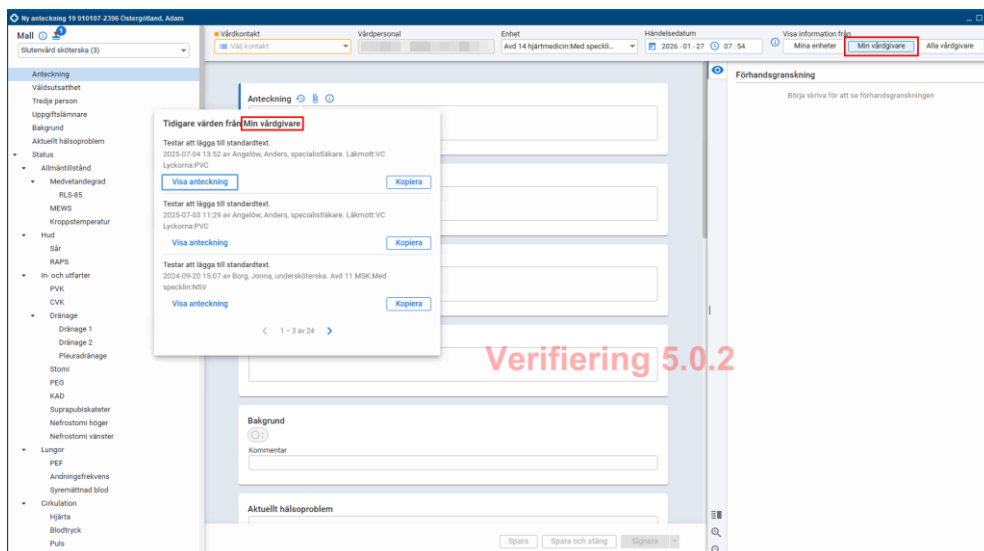 Ny anteckning 19 910107-2396 Östergötland, Adam
Mall
Slutenvård sköterska (3)
Vårdkontakt
Välj kontakt
Vårdpersonal
Enhet
Avd 14 hjärtmedicin:Med speckli...
Händelsedatum
2026-01-27
07:54
Visa information från
Mina enheter
Min vårdgivare
Alla vårdgivare
Anteckning
Våldsutsatthet
Tredje person
Uppgiftslämnare
Bakgrund
Aktuellt hälsoproblem
Status
Allmäntillstånd
Medvetandegrad
RLS-85
MEWS
Kroppstemperatur
Hud
Sår
RAPS
In- och utfarter
PVK
CVK
Dränage
Dränage 1
Dränage 2
Pleuradränage
Stomi
PEG
KAD
Suprapubiskateter
Nefrostomi höger
Nefrostomi vänster
Lungor
PEF
Andningsfrekvens
Syremättnad blod
Cirkulation
Hjärta
Blodtryck
Puls
Anteckning
Tidigare värden från Min vårdgivare
Testar att lägga till standardtext.
2025-07-04 13:52 av Angelöw, Anders, specialistläkare. Läkmott:VC
Lyckorna:PVC
Visa anteckning
Kopiera
Testar att lägga till standardtext.
2025-07-03 11:29 av Angelöw, Anders, specialistläkare. Läkmott:VC
Lyckorna:PVC
Visa anteckning
Kopiera
Testar att lägga till standardtext.
2024-09-20 15:07 av Borg, Jonna, undersköterska. Avd 11 MSK:Med
specklin:NSV
Visa anteckning
Kopiera
1 – 3 av 24
Verifiering 5.0.2
Bakgrund
Kommentar
Aktuellt hälsoproblem
Spara
Spara och stäng
Signera
Förhandsgranskning
Börja skriva för att se förhandsgranskningen